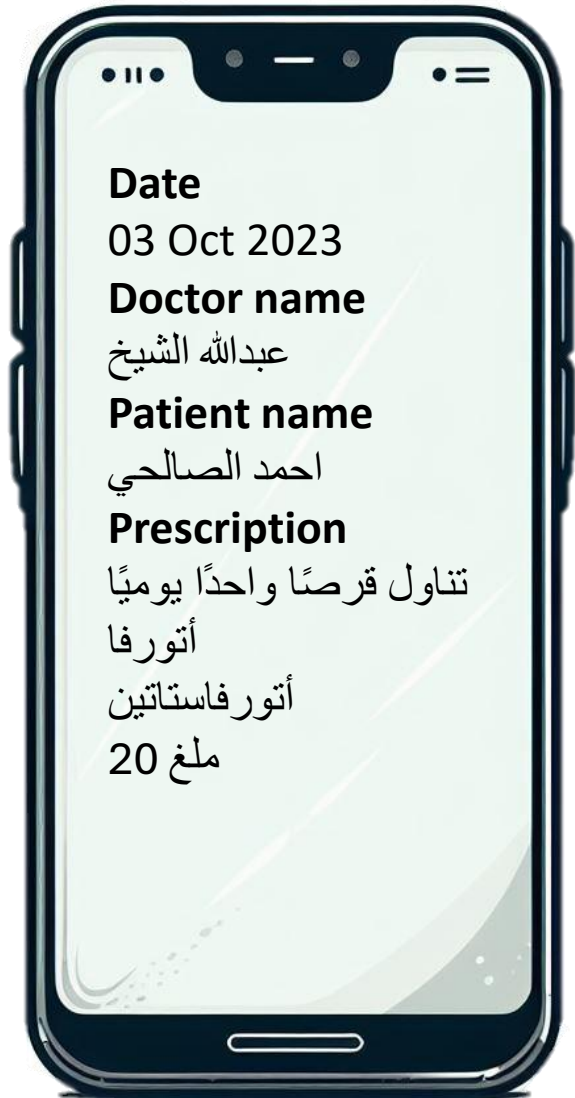 Date
03 Oct 2023
Doctor name
عبدالله الشيخ
Patient name
احمد الصالحي
Prescription
تناول قرصًا واحدًا يوميًا
أتورفا
أتورفاستاتين
20 ملغ